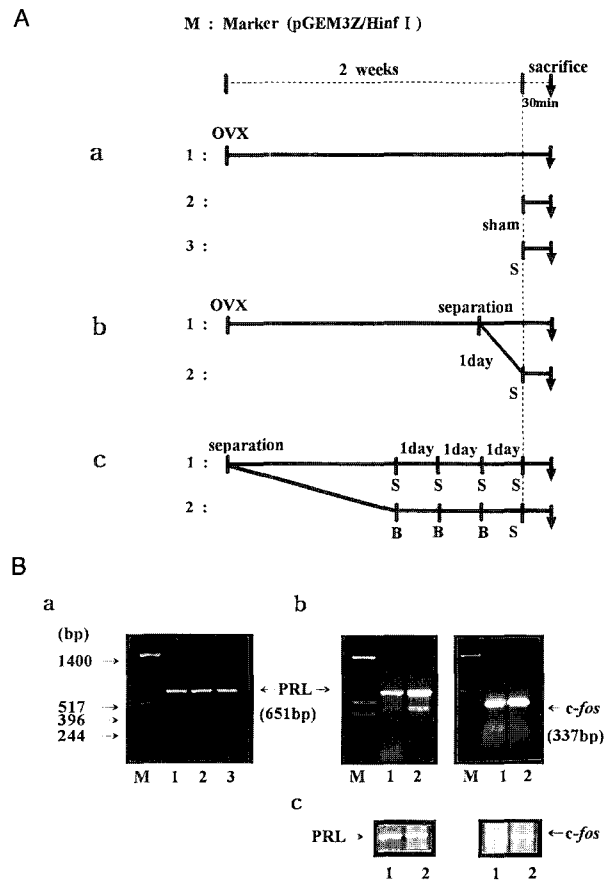 A
M : Marker (pGEM3Z/Hinf I)
2 weeks
sacrifice
30min
a
OVX
1 :
2 :
sham
3 :
S
b
OVX
separation
1 :
1day
2 :
S
c
separation
1 :
1day 1day 1day
S S S S
2 :
B B B S
B
a
b
(bp)
1400 →
517 →
396 →
244 →
← PRL →
(651bp)
← c-fos
(337bp)
M 1 2 3
M 1 2
M 1 2
c
PRL >
← c-fos
1 2
1 2